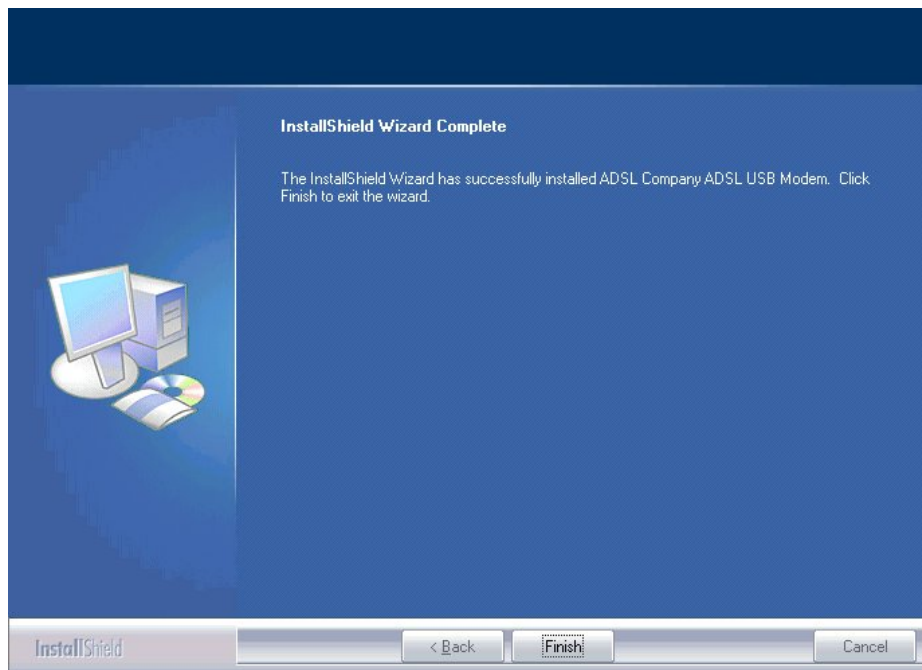 InstallShield Wizard Complete
The InstallShield Wizard has successfully installed ADSL Company ADSL USB Modem. Click
Finish to exit the wizard.
InstallShield
< Back
Finish
Cancel